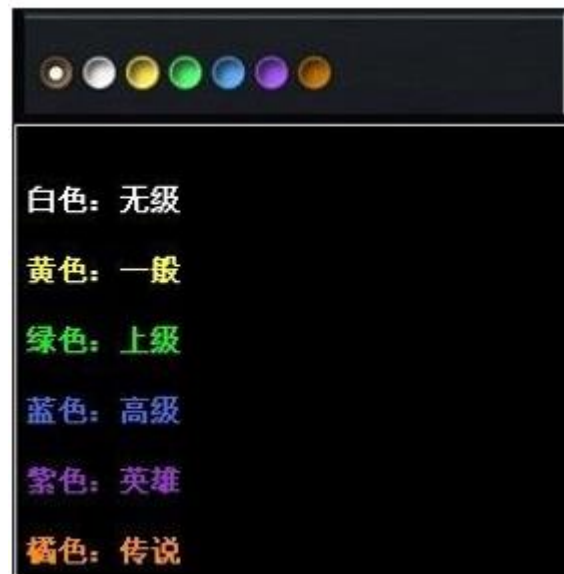 白色：无级
黄色：一般
绿色：上级
蓝色：高级
紫色：英雄
橘色：传说